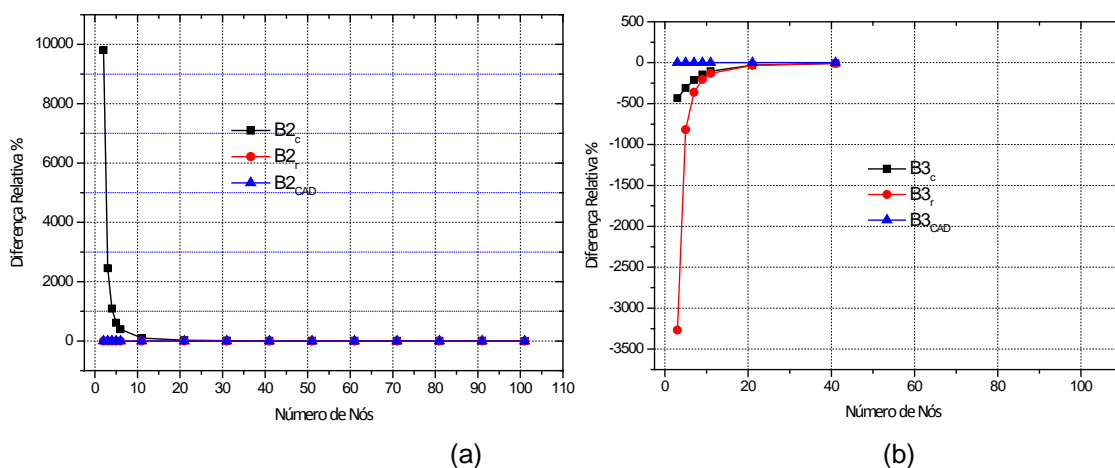 10000
8000
6000
4000
2000
0
0 10 20 30 40 50 60 70 80 90 100 110
Diferença Relativa %
Número de Nós
B2c
B2r
B2CAD
(a)
500
0
-500
-1000
-1500
-2000
-2500
-3000
-3500
0 20 40 60 80 100
Diferença Relativa %
Número de Nós
B3c
B3r
B3CAD
(b)